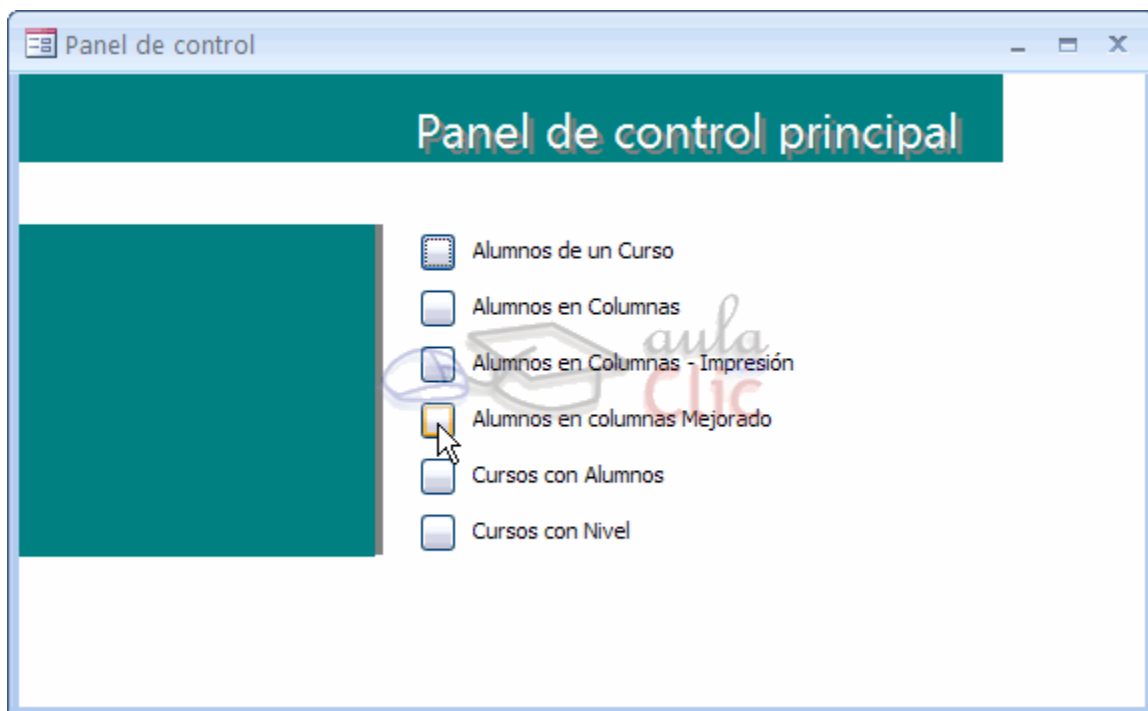 Panel de control
Panel de control principal
Alumnos de un Curso
Alumnos en Columnas
aula
Alumnos en Columnas - Impresión
Clic
Alumnos en columnas Mejorado
Cursos con Alumnos
Cursos con Nivel